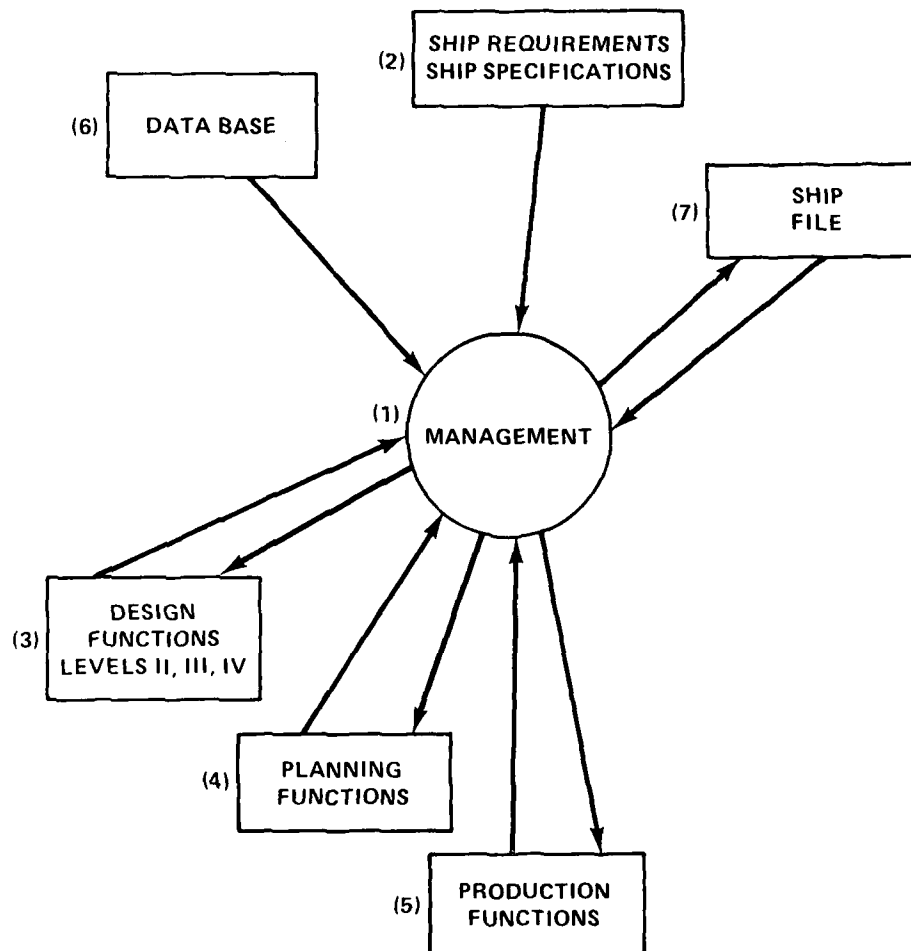 (2)
SHIP REQUIREMENTS
SHIP SPECIFICATIONS
(6)
DATA BASE
(7)
SHIP
FILE
(1)
MANAGEMENT
(3)
DESIGN
FUNCTIONS
LEVELS II, III, IV
(4)
PLANNING
FUNCTIONS
(5)
PRODUCTION
FUNCTIONS